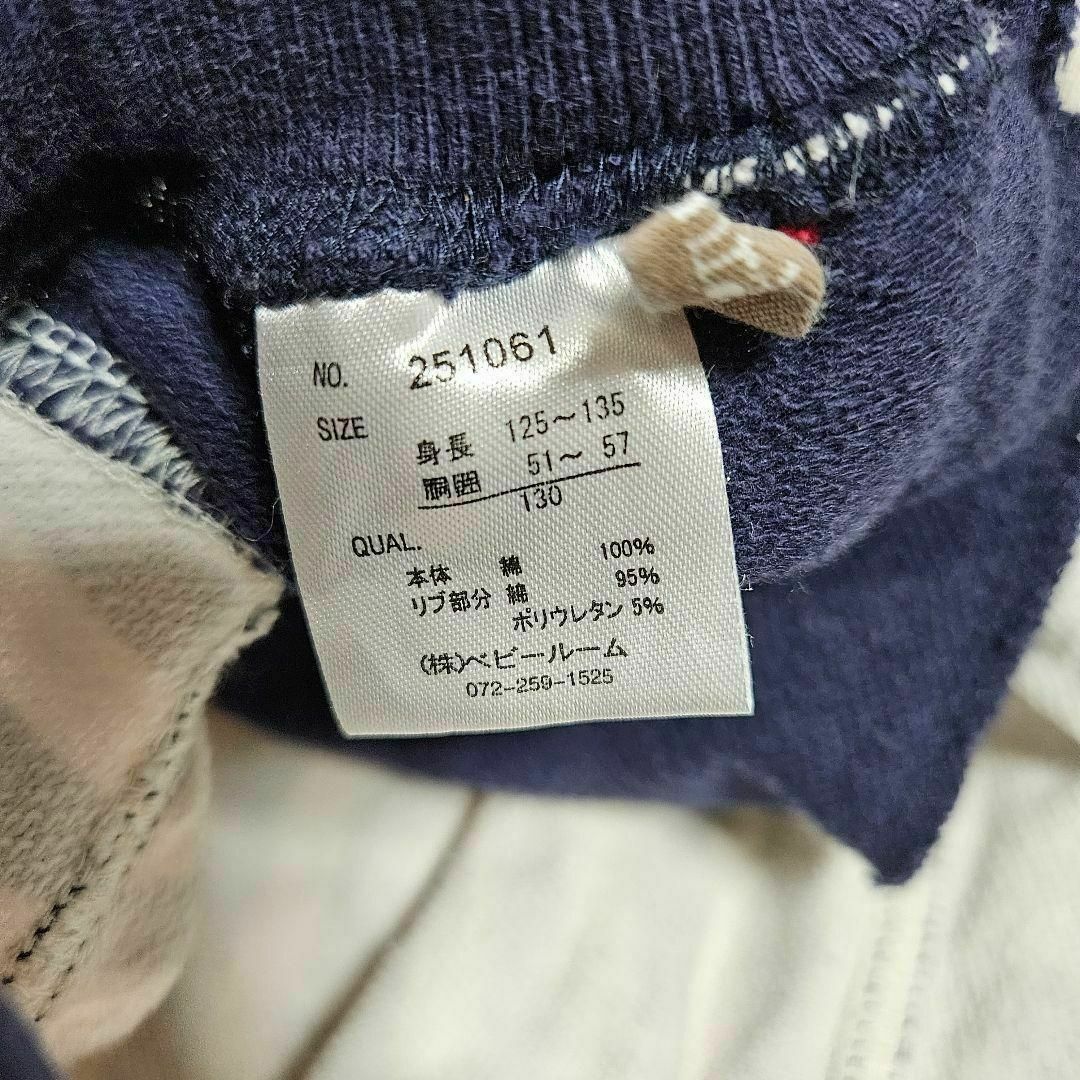 NO. 251061
SIZE
身長 125～135
胴囲 51～ 57
130
QUAL.
本体 綿 100%
リブ部分 綿 95%
ポリウレタン 5%
(株)ベビールーム
072-259-1525